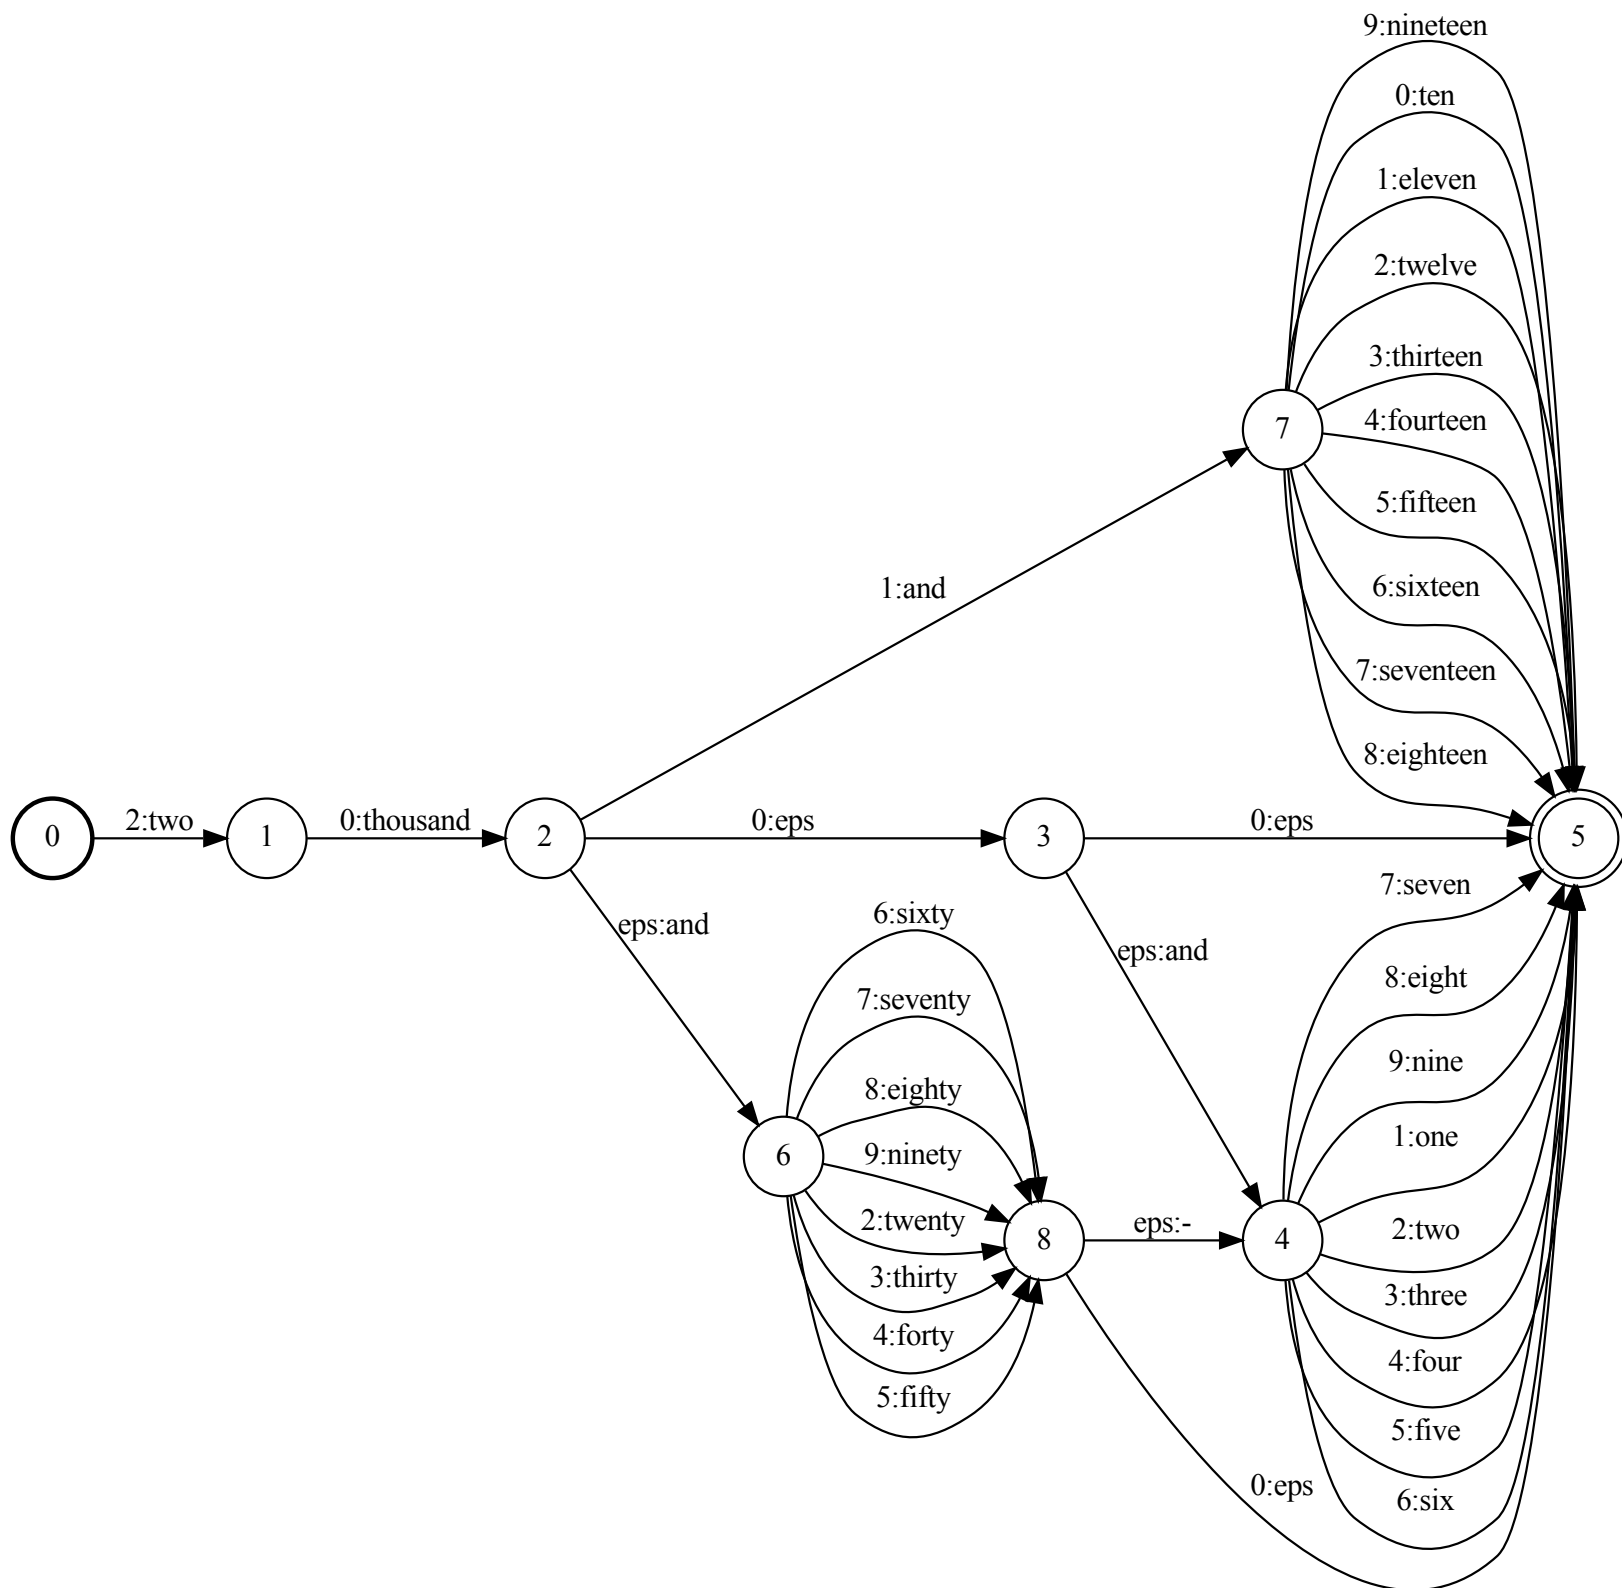 9:nineteen
0:ten
1:eleven
2:twelve
3:thirteen
4:fourteen
7
5:fifteen
1:and
6:sixteen
7:seventeen
8:eighteen
0
2:two
1
0:thousand
2
0:eps
3
0:eps
5
7:seven
6:sixty
eps:and
eps:and
8:eight
7:seventy
9:nine
8:eighty
1:one
6
9:ninety
2:twenty
8
eps:-
4
2:two
3:thirty
3:three
4:forty
4:four
5:fifty
5:five
0:eps
6:six